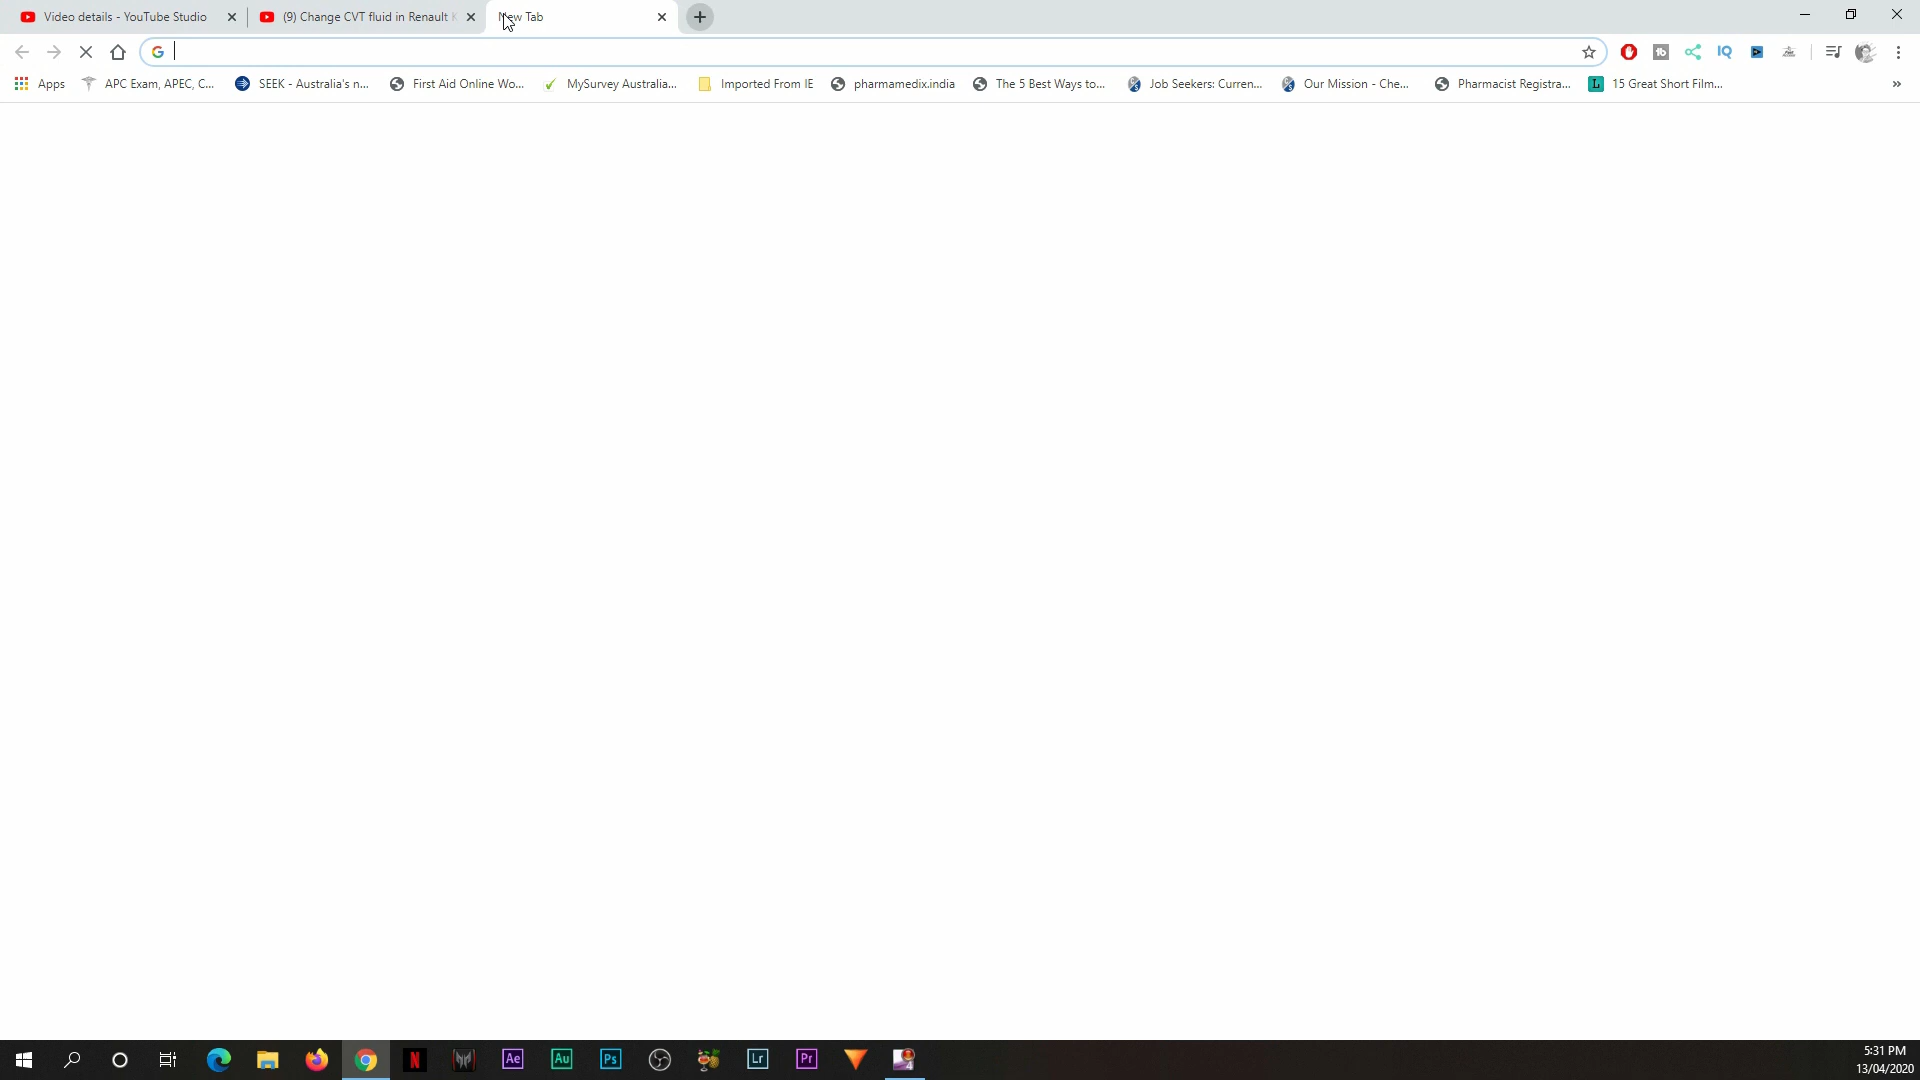 Video details - YouTube Studio
(9) Change CVT fluid in Renault K
New Tab
Apps
APC Exam, APEC, C...
SEEK - Australia's n...
First Aid Online Wo...
MySurvey Australia...
Imported From IE
pharmamedix.india
The 5 Best Ways to...
Job Seekers: Curren...
Our Mission - Che...
Pharmacist Registra...
15 Great Short Film...
»
5:31 PM
13/04/2020